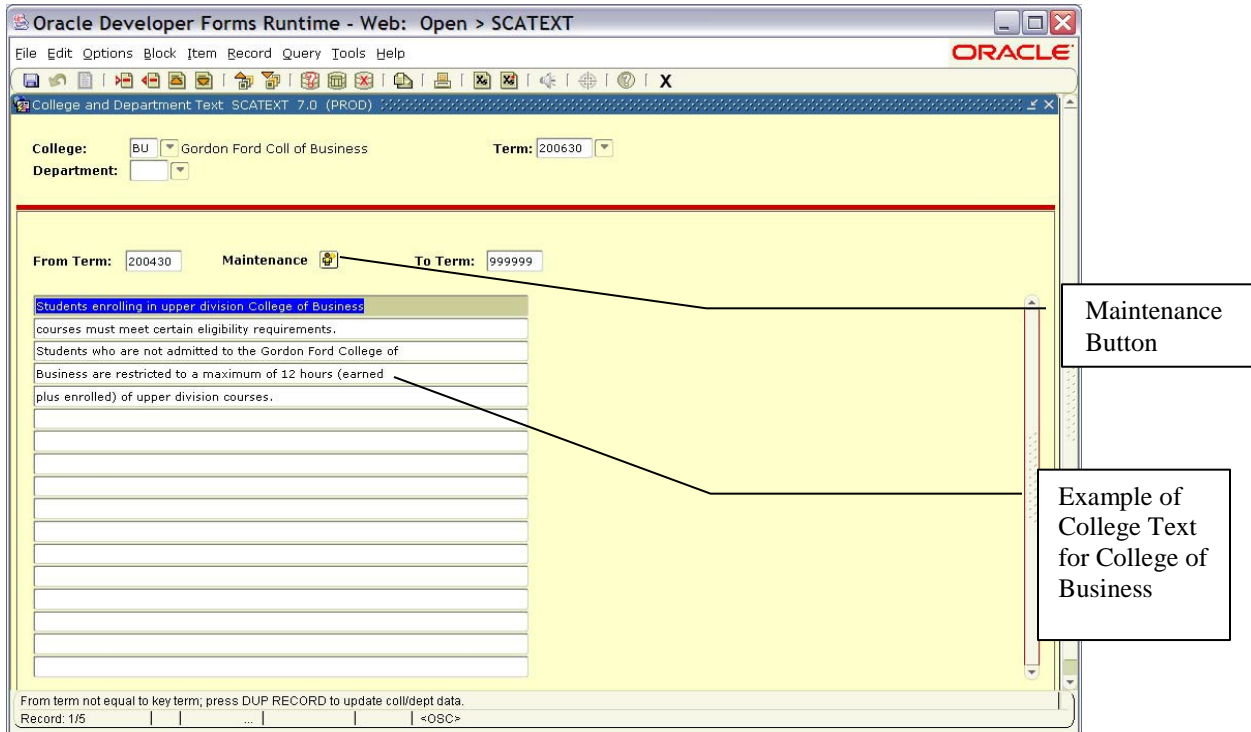 Oracle Developer Forms Runtime - Web: Open > SCATEXT
File Edit Options Block Item Record Query Tools Help
ORACLE
X
College and Department Text SCATEXT 7.0 (PROD)
College: BU Gordon Ford Coll of Business Term: 200630
Department:
From Term: 200430 Maintenance To Term: 999999
Students enrolling in upper division College of Business
courses must meet certain eligibility requirements.
Students who are not admitted to the Gordon Ford College of
Business are restricted to a maximum of 12 hours (earned
plus enrolled) of upper division courses.
Maintenance
Button
Example of
College Text
for College of
Business
From term not equal to key term; press DUP RECORD to update coll/dept data.
Record: 1/5 ... <OSC>